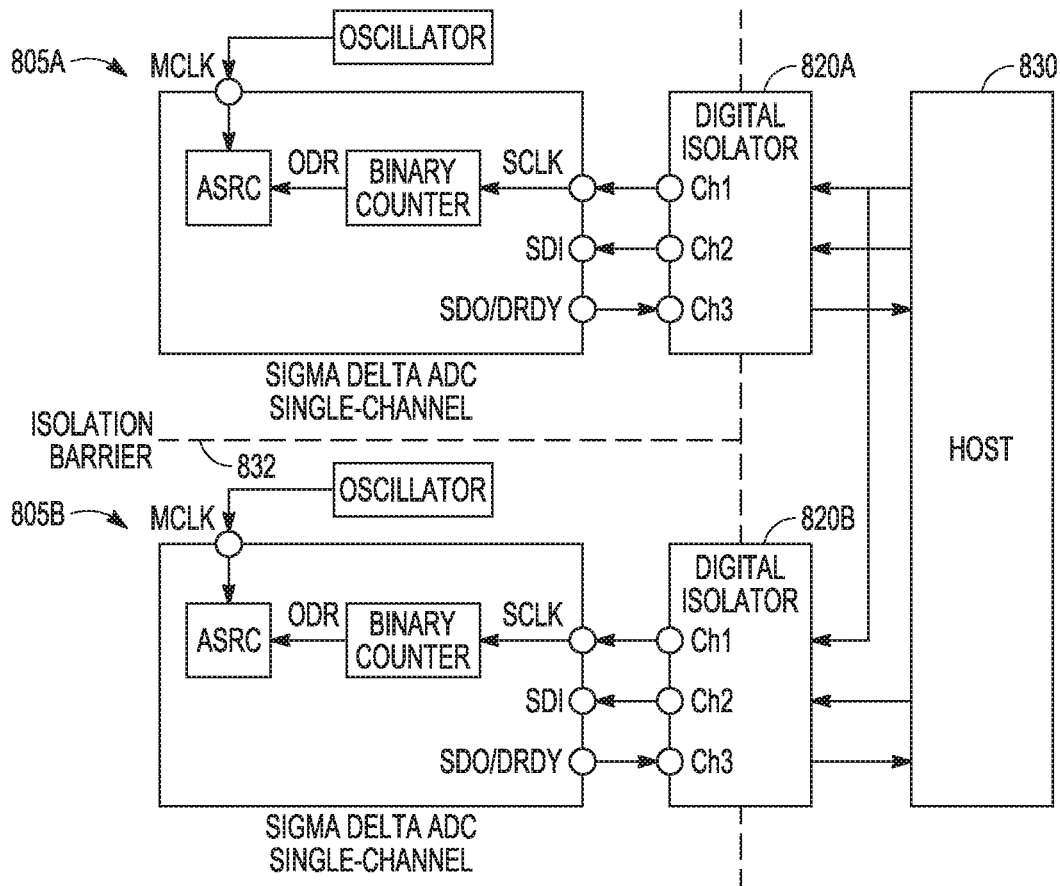 OSCILLATOR
805A
MCLK
820A
830
DIGITAL
ISOLATOR
ASRC
ODR
BINARY
COUNTER
SCLK
Ch1
SDI
Ch2
SDO/DRDY
Ch3
SIGMA DELTA ADC
SINGLE-CHANNEL
ISOLATION
BARRIER
832
HOST
OSCILLATOR
805B
MCLK
820B
DIGITAL
ISOLATOR
ASRC
ODR
BINARY
COUNTER
SCLK
Ch1
SDI
Ch2
SDO/DRDY
Ch3
SIGMA DELTA ADC
SINGLE-CHANNEL